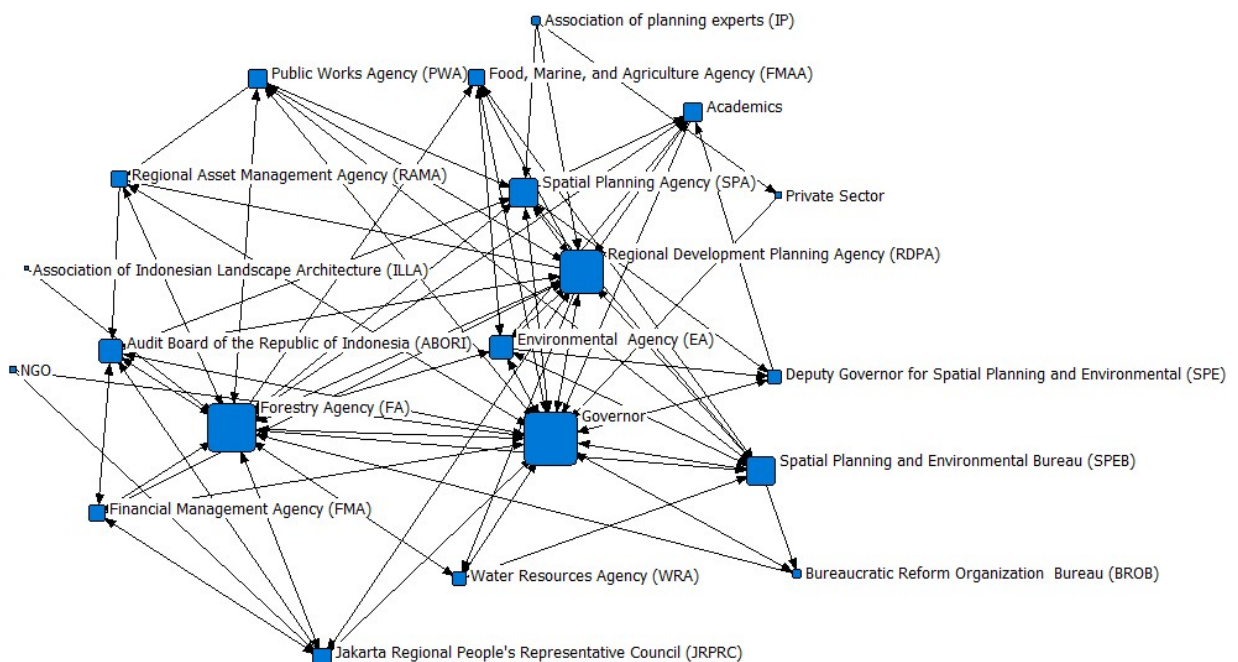 Association of planning experts (IP)
Public Works Agency (PWA)
Food, Marine, and Agriculture Agency (FMAA)
Academics
Regional Asset Management Agency (RAMA)
Spatial Planning Agency (SPA)
Private Sector
Regional Development Planning Agency (RDPA)
Association of Indonesian Landscape Architecture (ILLA)
Audit Board of the Republic of Indonesia (ABORI)
Environmental Agency (EA)
NGO
Deputy Governor for Spatial Planning and Environmental (SPE)
Forestry Agency (FA)
Governor
Spatial Planning and Environmental Bureau (SPEB)
Financial Management Agency (FMA)
Water Resources Agency (WRA)
Bureaucratic Reform Organization Bureau (BROB)
Jakarta Regional People's Representative Council (JRPRC)